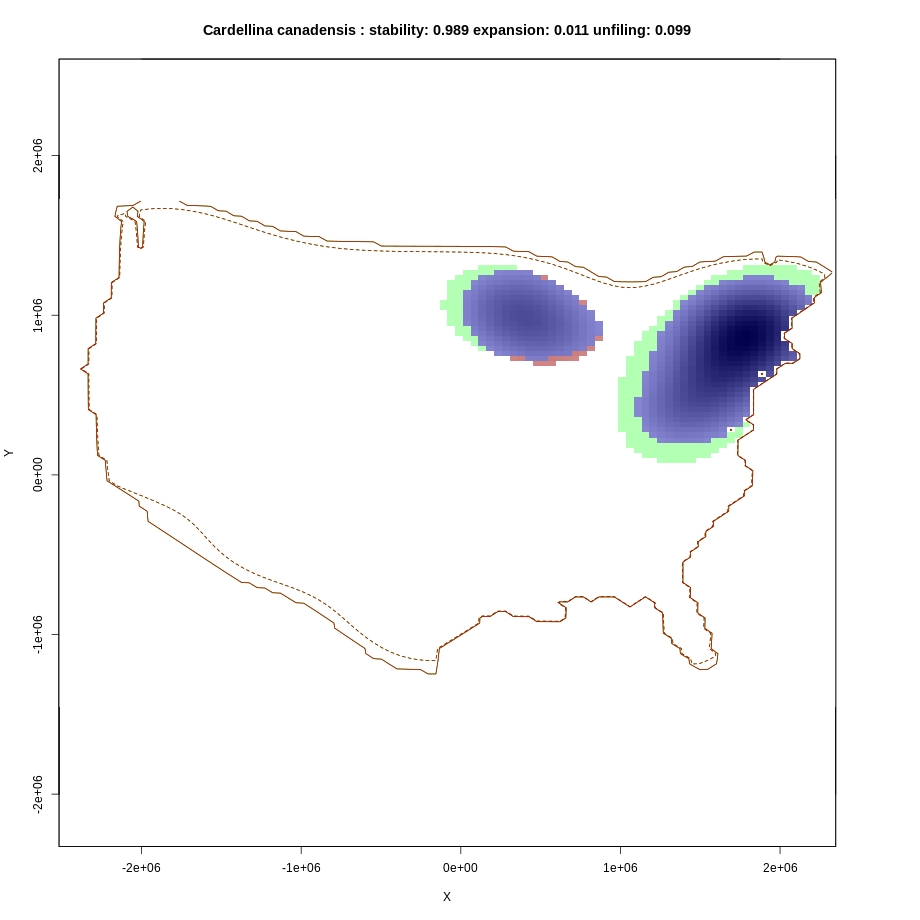 Cardellina canadensis : stability: 0.989 expansion: 0.011 unfiling: 0.099
2e+06
1e+06
0e+00
-1e+06
-2e+06
Y
-2e+06 -1e+06 0e+00 1e+06 2e+06
X